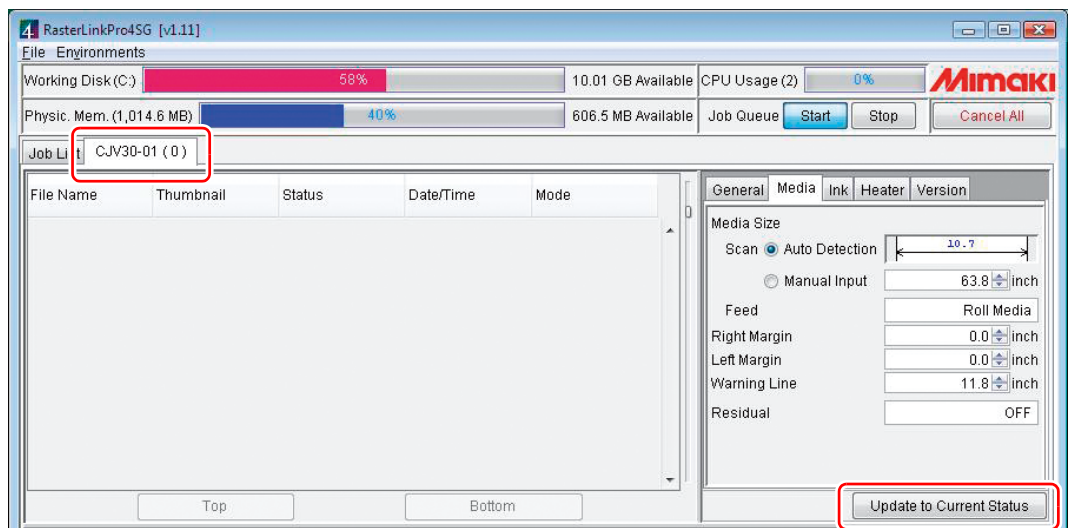 4 RasterLinkPro4SG [v1.11]
File Environments
Working Disk (C:) 58% 10.01 GB Available CPU Usage (2) 0% Mimaki
Physic. Mem. (1,014.6 MB) 40% 606.5 MB Available Job Queue Start Stop Cancel All
Job List CJV30-01 ( 0 )
File Name Thumbnail Status Date/Time Mode
General Media Ink Heater Version
Media Size
Scan Auto Detection 10.7
Manual Input 63.8 inch
Feed Roll Media
Right Margin 0.0 inch
Left Margin 0.0 inch
Warning Line 11.8 inch
Residual OFF
Top Bottom Update to Current Status